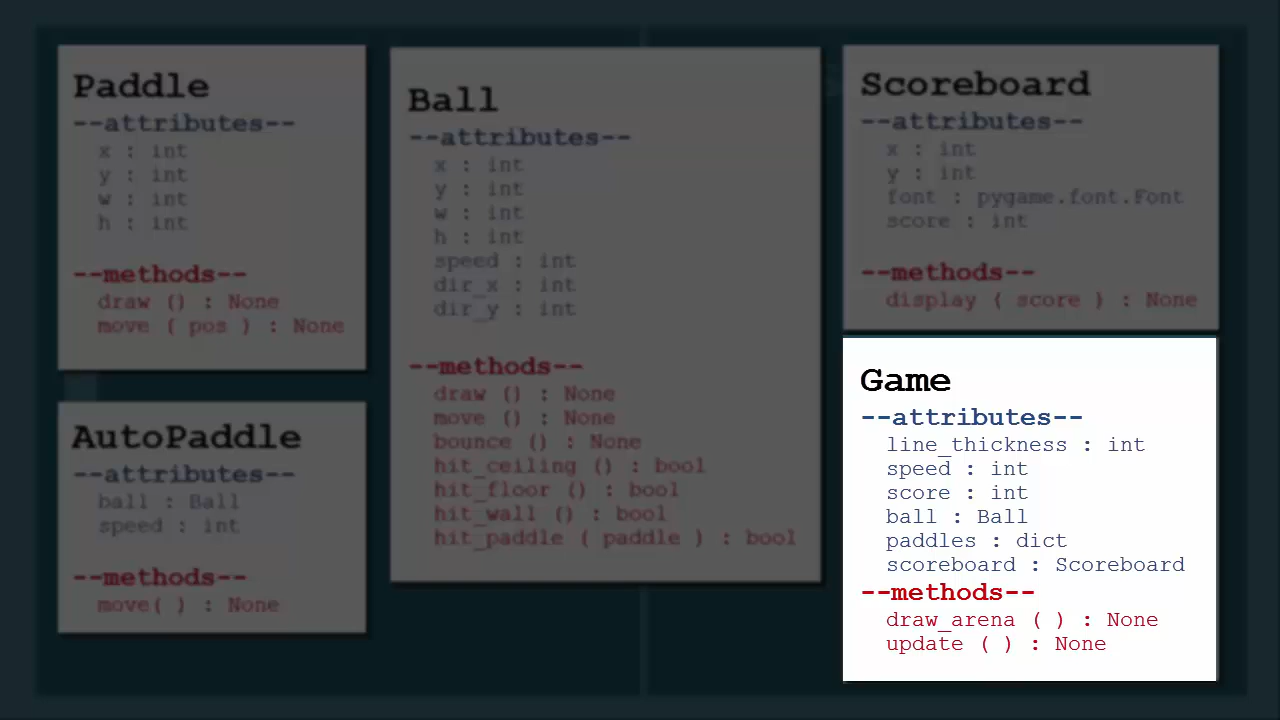 Paddle
--attributes--
x : int
y : int
w : int
h : int
--methods--
draw () : None
move ( pos ) : None
AutoPaddle
--attributes--
ball : Ball
speed : int
--methods--
move( ) : None
Ball
--attributes--
x : int
y : int
w : int
h : int
speed : int
dir_x : int
dir_y : int
--methods--
draw () : None
move () : None
bounce () : None
hit_ceiling () : bool
hit_floor () : bool
hit_wall () : bool
hit_paddle ( paddle ) : bool
Scoreboard
--attributes--
x : int
y : int
font : pygame.font.Font
score : int
--methods--
display ( score ) : None
Game
--attributes--
line_thickness : int
speed : int
score : int
ball : Ball
paddles : dict
scoreboard : Scoreboard
--methods--
draw_arena ( ) : None
update ( ) : None